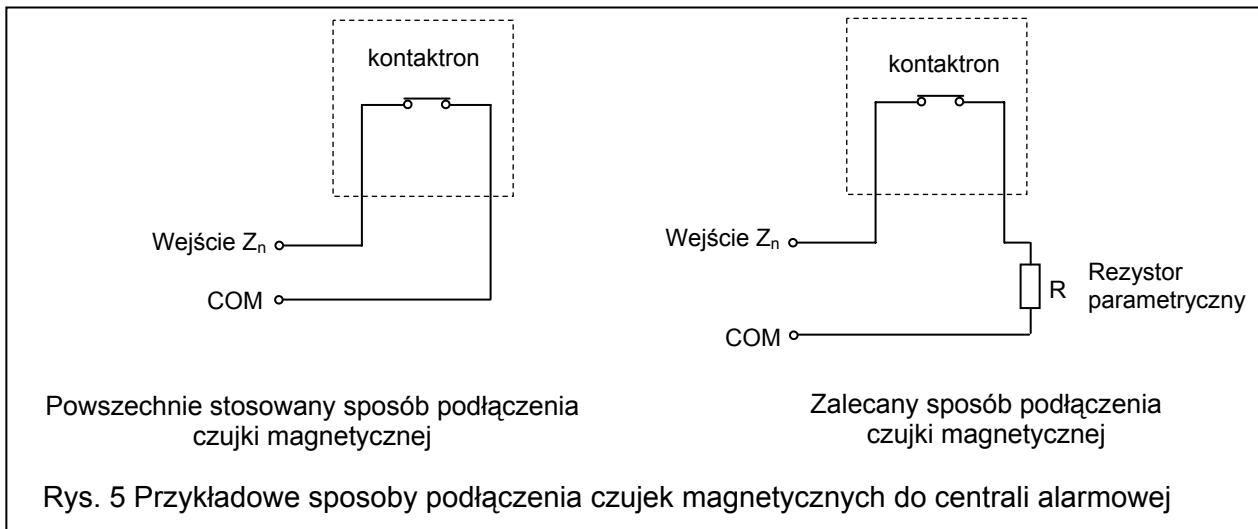 kontaktron
Wejście Zn
COM
Powszechnie stosowany sposób podłączenia
czujki magnetycznej
kontaktron
Wejście Zn
R
Rezystor
parametryczny
COM
Zalecany sposób podłączenia
czujki magnetycznej
Rys. 5 Przykładowe sposoby podłączenia czujek magnetycznych do centrali alarmowej